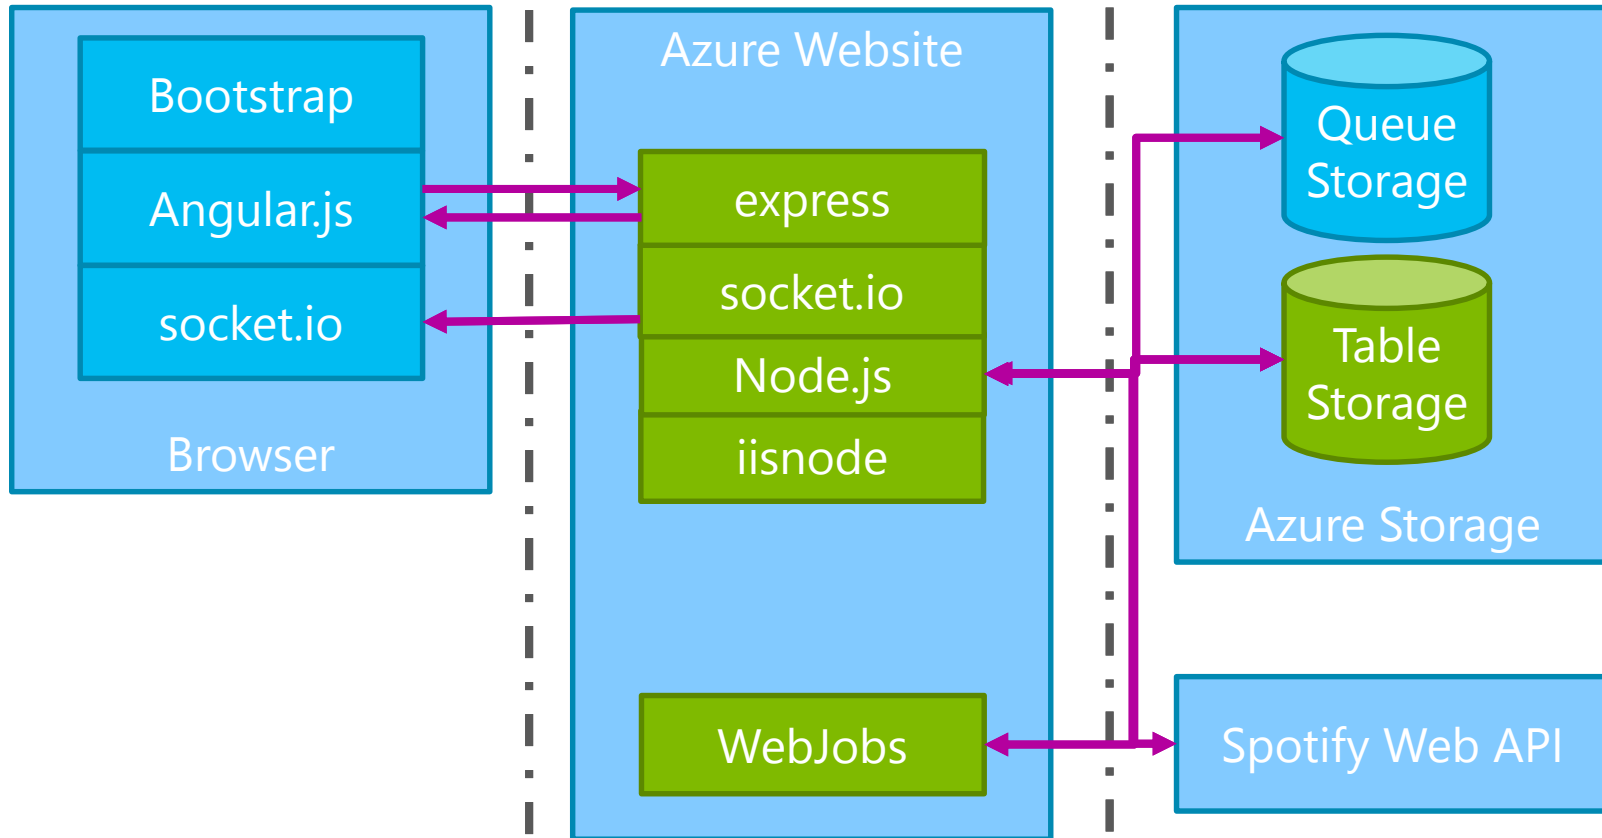 Bootstrap
Angular.js
socket.io
Browser
Azure Website
express
socket.io
Node.js
iisnode
WebJobs
Queue
Storage
Table
Storage
Azure Storage
Spotify Web API